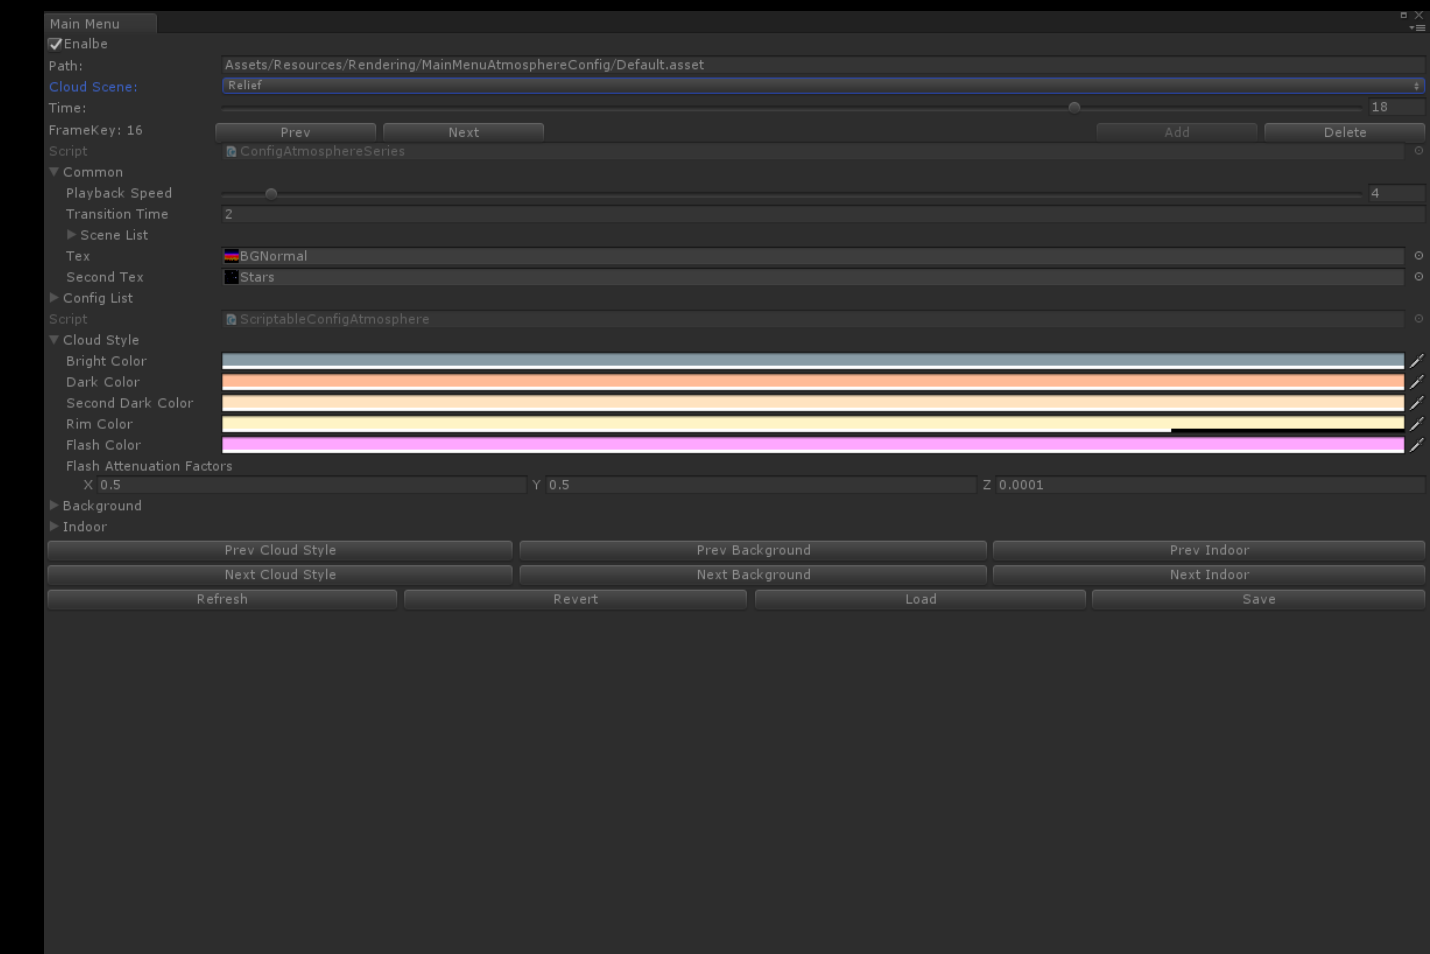 Main Menu
Enalbe
Path: Assets/Resources/Rendering/MainMenuAtmosphereConfig/Default.asset
Cloud Scene: Relief
Time: 18
FrameKey: 16 Prev Next Add Delete
Script ConfigAtmosphereSeries
Common
Playback Speed 4
Transition Time 2
Scene List
Tex BGNormal
Second Tex Stars
Config List
Script ScriptableConfigAtmosphere
Cloud Style
Bright Color
Dark Color
Second Dark Color
Rim Color
Flash Color
Flash Attenuation Factors
X 0.5 Y 0.5 Z 0.0001
Background
Indoor
Prev Cloud Style Prev Background Prev Indoor
Next Cloud Style Next Background Next Indoor
Refresh Revert Load Save